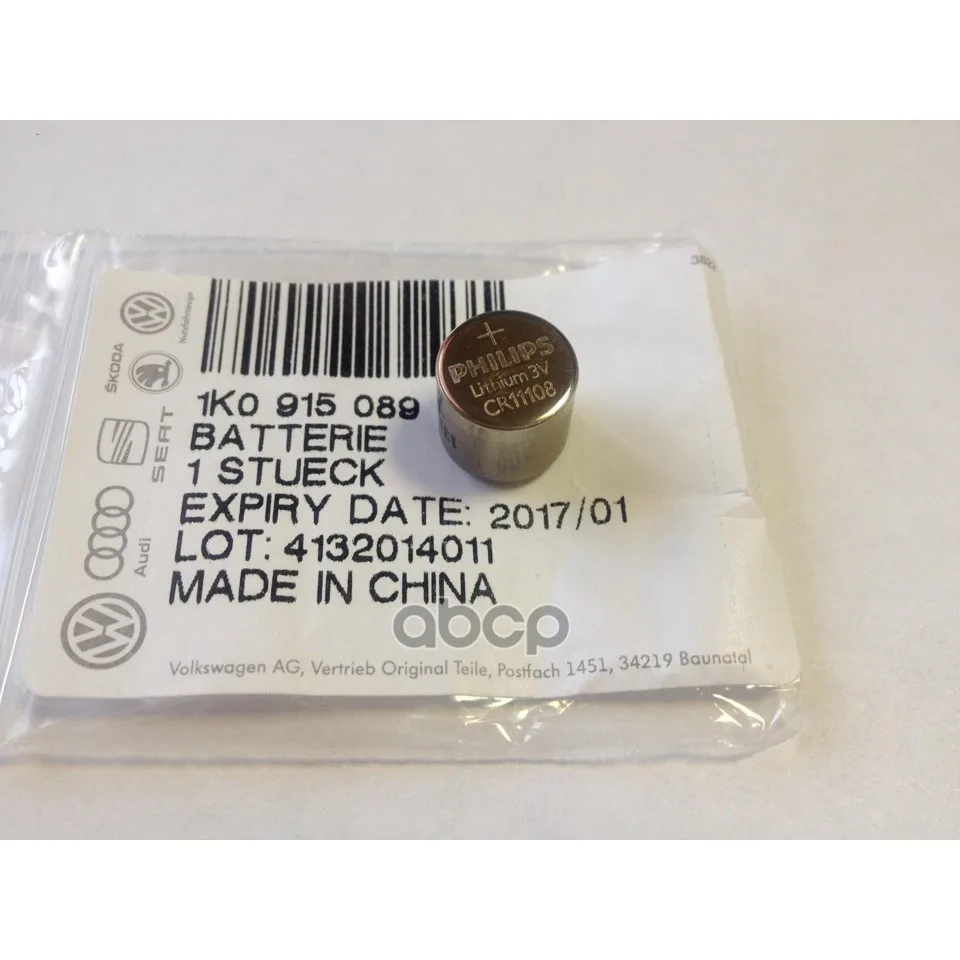 Nutzfahrzeuge
ŠKODA
SEAT
Audi
1K0 915 089
BATTERIE
1 STUECK
EXPIRY DATE: 2017/01
LOT: 4132014011
MADE IN CHINA
Volkswagen AG, Vertrieb Original Teile, Postfach 1451, 34219 Baunatal
+
PHILIPS
Lithium 3V
CR11108
abcp